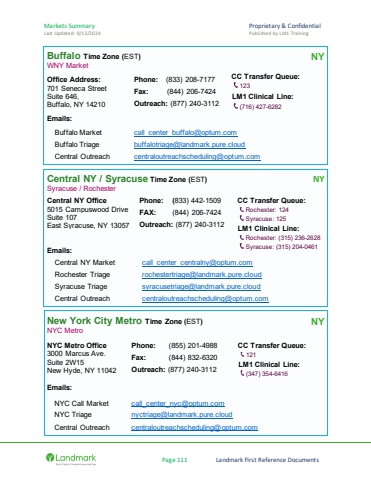 Markets Summary
Proprietary & Confidential
Last Updated: 9/13/2024
Published by LM1 Training
Buffalo Time Zone (EST)
NY
WNY Market
Office Address:
701 Seneca Street
Suite 646,
Buffalo, NY 14210
Phone: (833) 208-7177
Fax: (844) 206-7424
Outreach: (877) 240-3112
CC Transfer Queue:
123
LM1 Clinical Line:
(716) 427-6282
Emails:
Buffalo Market call_center_buffalo@optum.com
Buffalo Triage buffalotriage@landmark.pure.cloud
Central Outreach centraloutreachscheduling@optum.com
Central NY / Syracuse Time Zone (EST)
NY
Syracuse / Rochester
Central NY Office
5015 Campuswood Drive
Suite 107
East Syracuse, NY 13057
Phone: (833) 442-1509
FAX: (844) 206-7424
Outreach: (877) 240-3112
CC Transfer Queue:
Rochester: 124
Syracuse: 125
LM1 Clinical Line:
Rochester: (315) 236-2628
Syracuse: (315) 204-0461
Emails:
Central NY Market call_center_centralny@optum.com
Rochester Triage rochestertriage@landmark.pure.cloud
Syracuse Triage syracusetriage@landmark.pure.cloud
Central Outreach centraloutreachscheduling@optum.com
New York City Metro Time Zone (EST)
NY
NYC Metro
NYC Metro Office
3000 Marcus Ave.
Suite 2W15
New Hyde, NY 11042
Phone: (855) 201-4988
Fax: (844) 832-6320
Outreach: (877) 240-3112
CC Transfer Queue:
121
LM1 Clinical Line:
(347) 354-6416
Emails:
NYC Call Market call_center_nyc@optum.com
NYC Triage nyctriage@landmark.pure.cloud
Central Outreach centraloutreachscheduling@optum.com
Landmark
Page 111
Landmark First Reference Documents